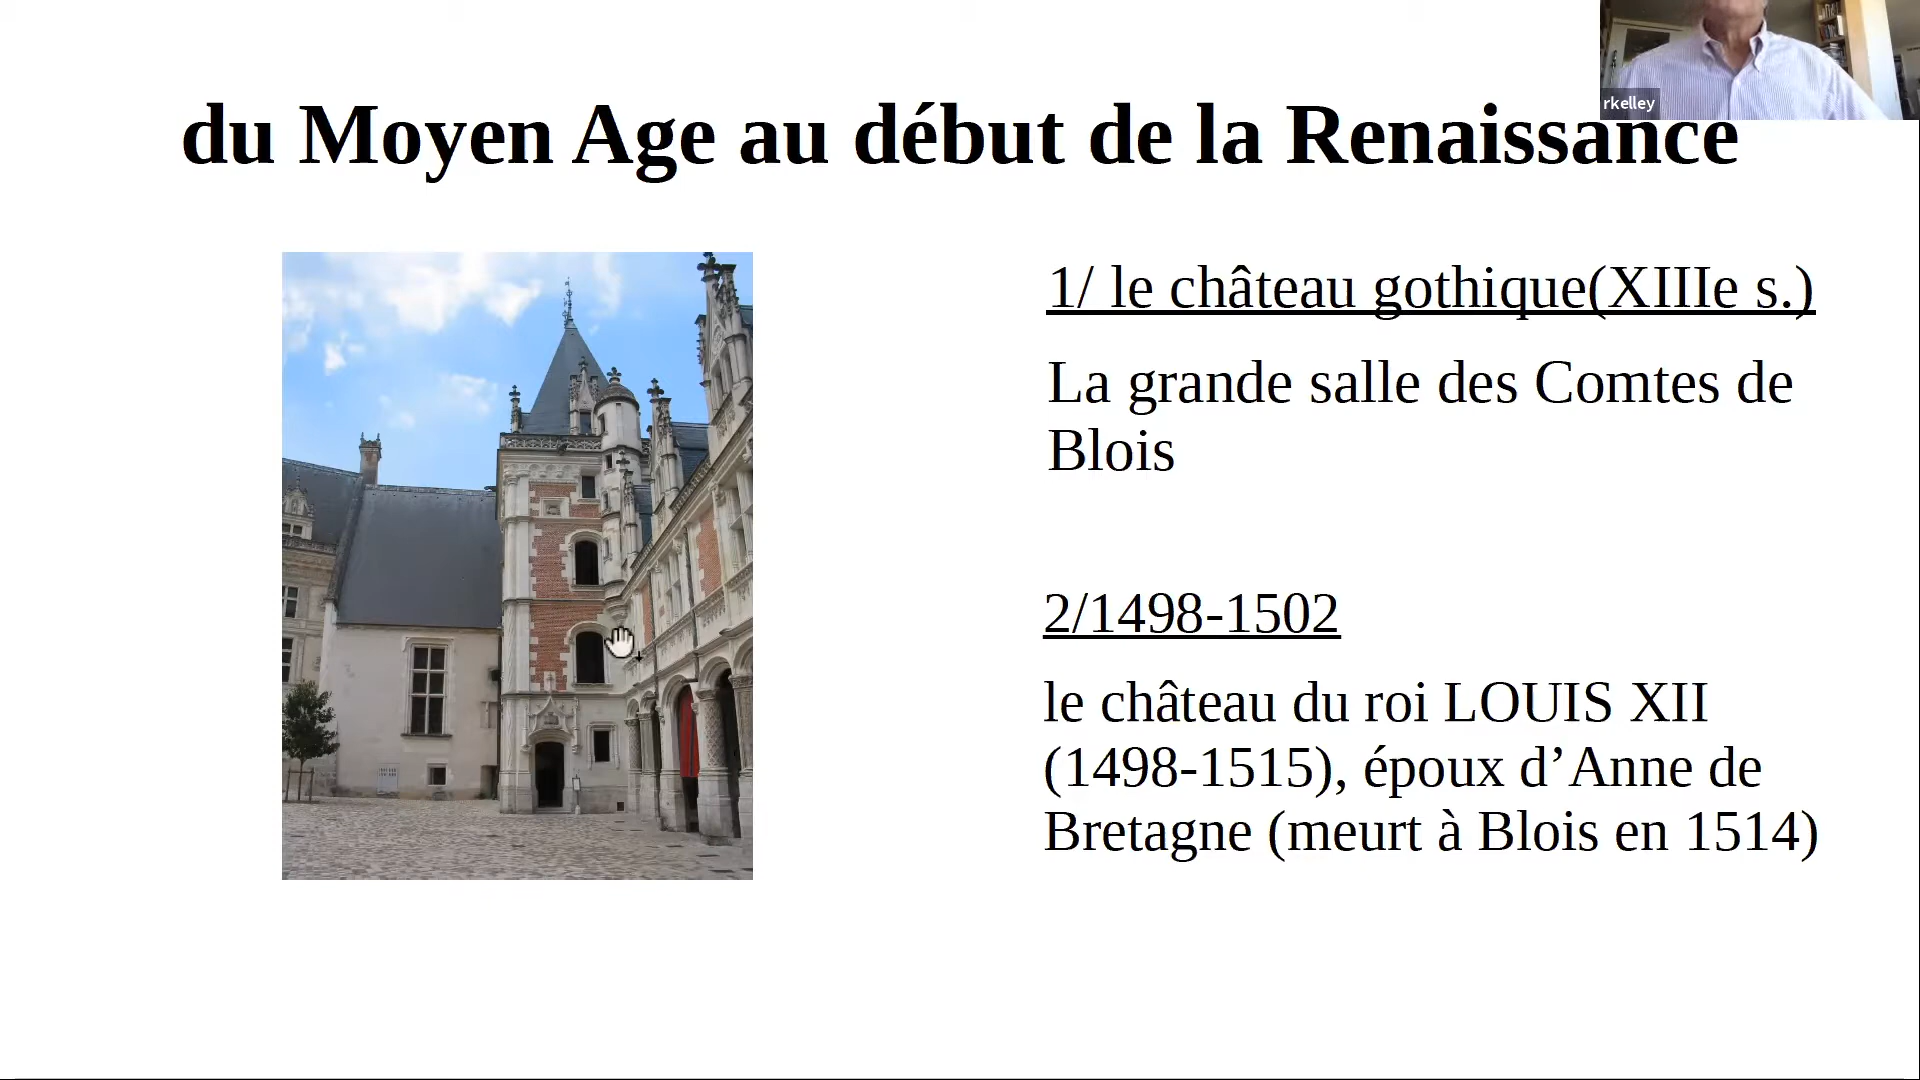 rkelley
du Moyen Age au début de la Renaissance
1/ le château gothique(XIIIe s.)
La grande salle des Comtes de
Blois
2/1498-1502
le château du roi LOUIS XII
(1498-1515), époux d’Anne de
Bretagne (meurt à Blois en 1514)